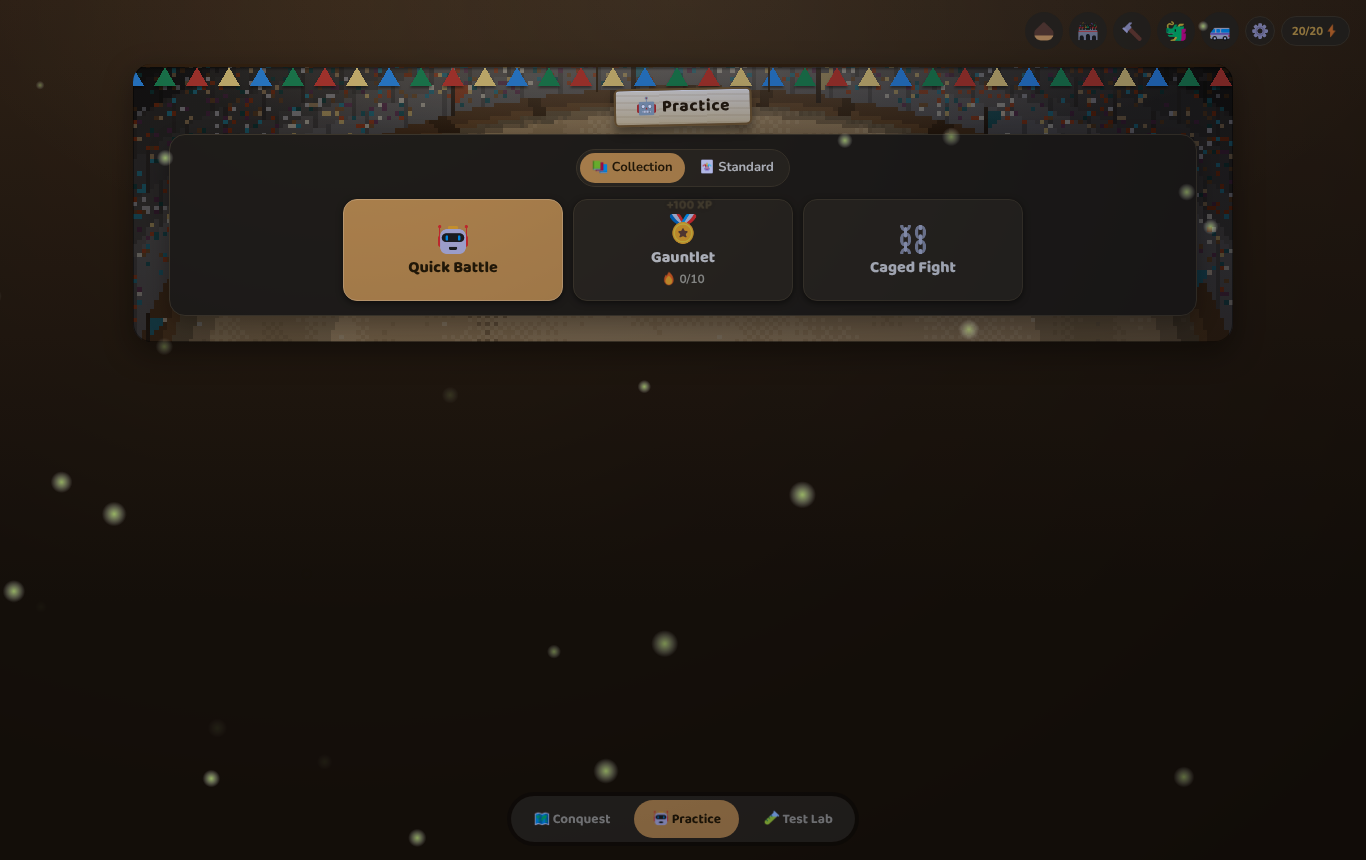 20/20
Practice
Collection
Standard
Quick Battle
+100 XP
Gauntlet
0/10
Caged Fight
Conquest
Practice
Test Lab